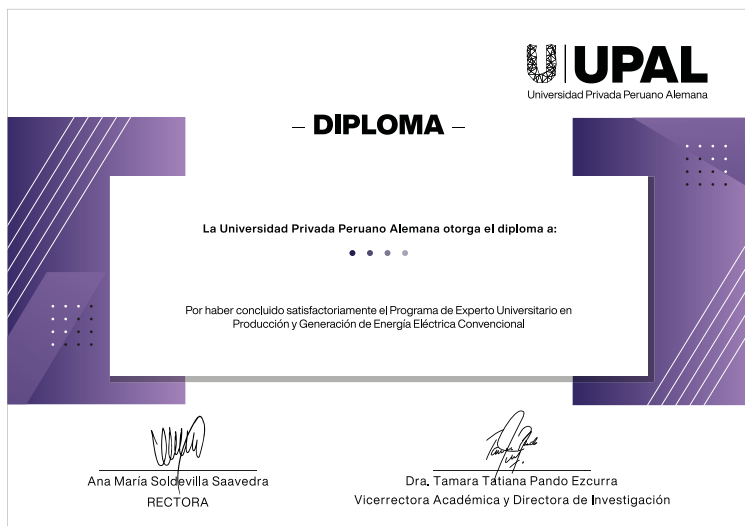 UPAL
Universidad Privada Peruano Alemana
– DIPLOMA –
La Universidad Privada Peruano Alemana otorga el diploma a:
Por haber concluido satisfactoriamente el Programa de Experto Universitario en
Producción y Generación de Energía Eléctrica Convencional
Ana María Soldevilla Saavedra
RECTORA
Dra. Tamara Tatiana Pando Ezcurra
Vicerrectora Académica y Directora de Investigación